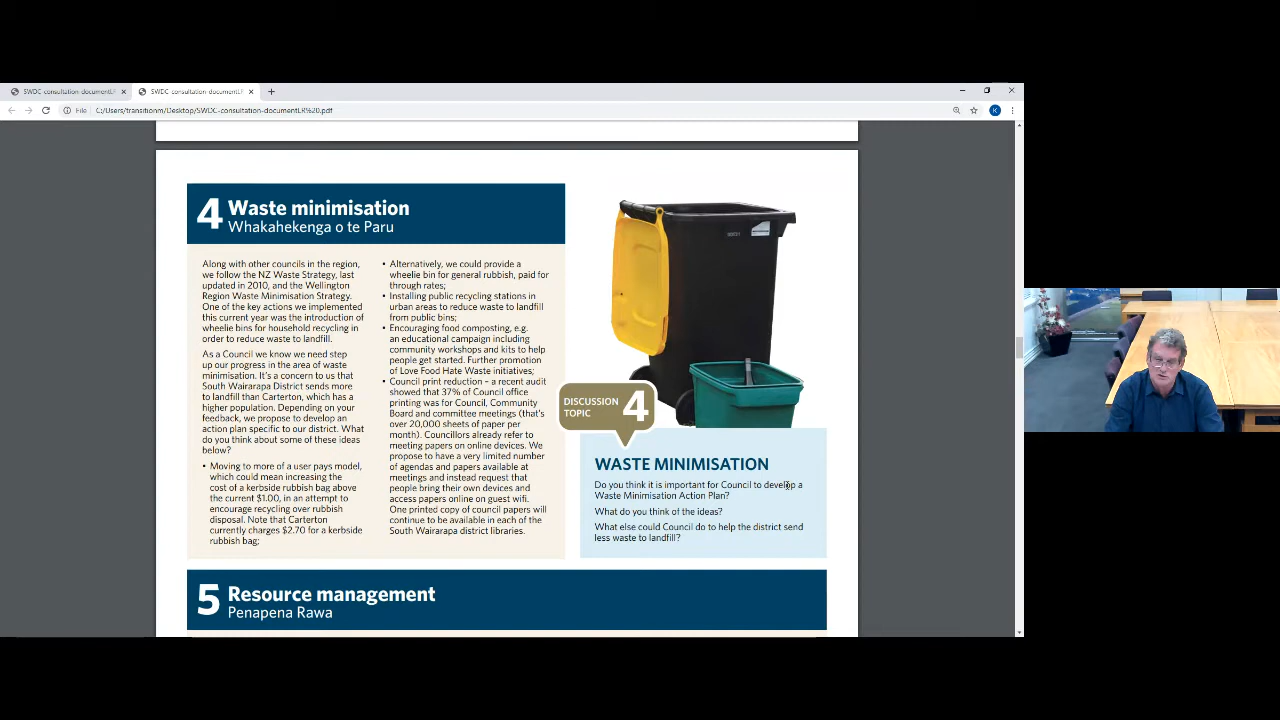 SWDC-consultation-documentLF
SWDC-consultation-documentLF
File
C:/Users/transitionm/Desktop/SWDC-consultation-documentLR%20.pdf
K
4 Waste minimisation
Whakahekenga o te Paru
Along with other councils in the region,
we follow the NZ Waste Strategy, last
updated in 2010, and the Wellington
Region Waste Minimisation Strategy.
One of the key actions we implemented
this current year was the introduction of
wheelie bins for household recycling in
order to reduce waste to landfill.
As a Council we know we need step
up our progress in the area of waste
minimisation. It's a concern to us that
South Wairarapa District sends more
to landfill than Carterton, which has a
higher population. Depending on your
feedback, we propose to develop an
action plan specific to our district. What
do you think about some of these ideas
below?
• Moving to more of a user pays model,
which could mean increasing the
cost of a kerbside rubbish bag above
the current $1.00, in an attempt to
encourage recycling over rubbish
disposal. Note that Carterton
currently charges $2.70 for a kerbside
rubbish bag;
• Alternatively, we could provide a
wheelie bin for general rubbish, paid for
through rates;
• Installing public recycling stations in
urban areas to reduce waste to landfill
from public bins;
• Encouraging food composting, e.g.
an educational campaign including
community workshops and kits to help
people get started. Further promotion
of Love Food Hate Waste initiatives;
• Council print reduction – a recent audit
showed that 37% of Council office
printing was for Council, Community
Board and committee meetings (that's
over 20,000 sheets of paper per
month). Councillors already refer to
meeting papers on online devices. We
propose to have a very limited number
of agendas and papers available at
meetings and instead request that
people bring their own devices and
access papers online on guest wifi.
One printed copy of council papers will
continue to be available in each of the
South Wairarapa district libraries.
DISCUSSION
TOPIC 4
WASTE MINIMISATION
Do you think it is important for Council to develop a
Waste Minimisation Action Plan?
What do you think of the ideas?
What else could Council do to help the district send
less waste to landfill?
5 Resource management
Penapena Rawa